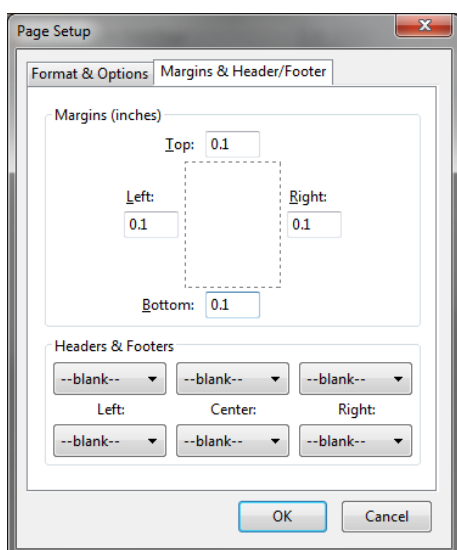 Page Setup
Format & Options Margins & Header/Footer
Margins (inches)
Top: 0.1
Left: Right:
0.1 0.1
Bottom: 0.1
Headers & Footers
--blank-- --blank-- --blank--
Left: Center: Right:
--blank-- --blank-- --blank--
OK Cancel